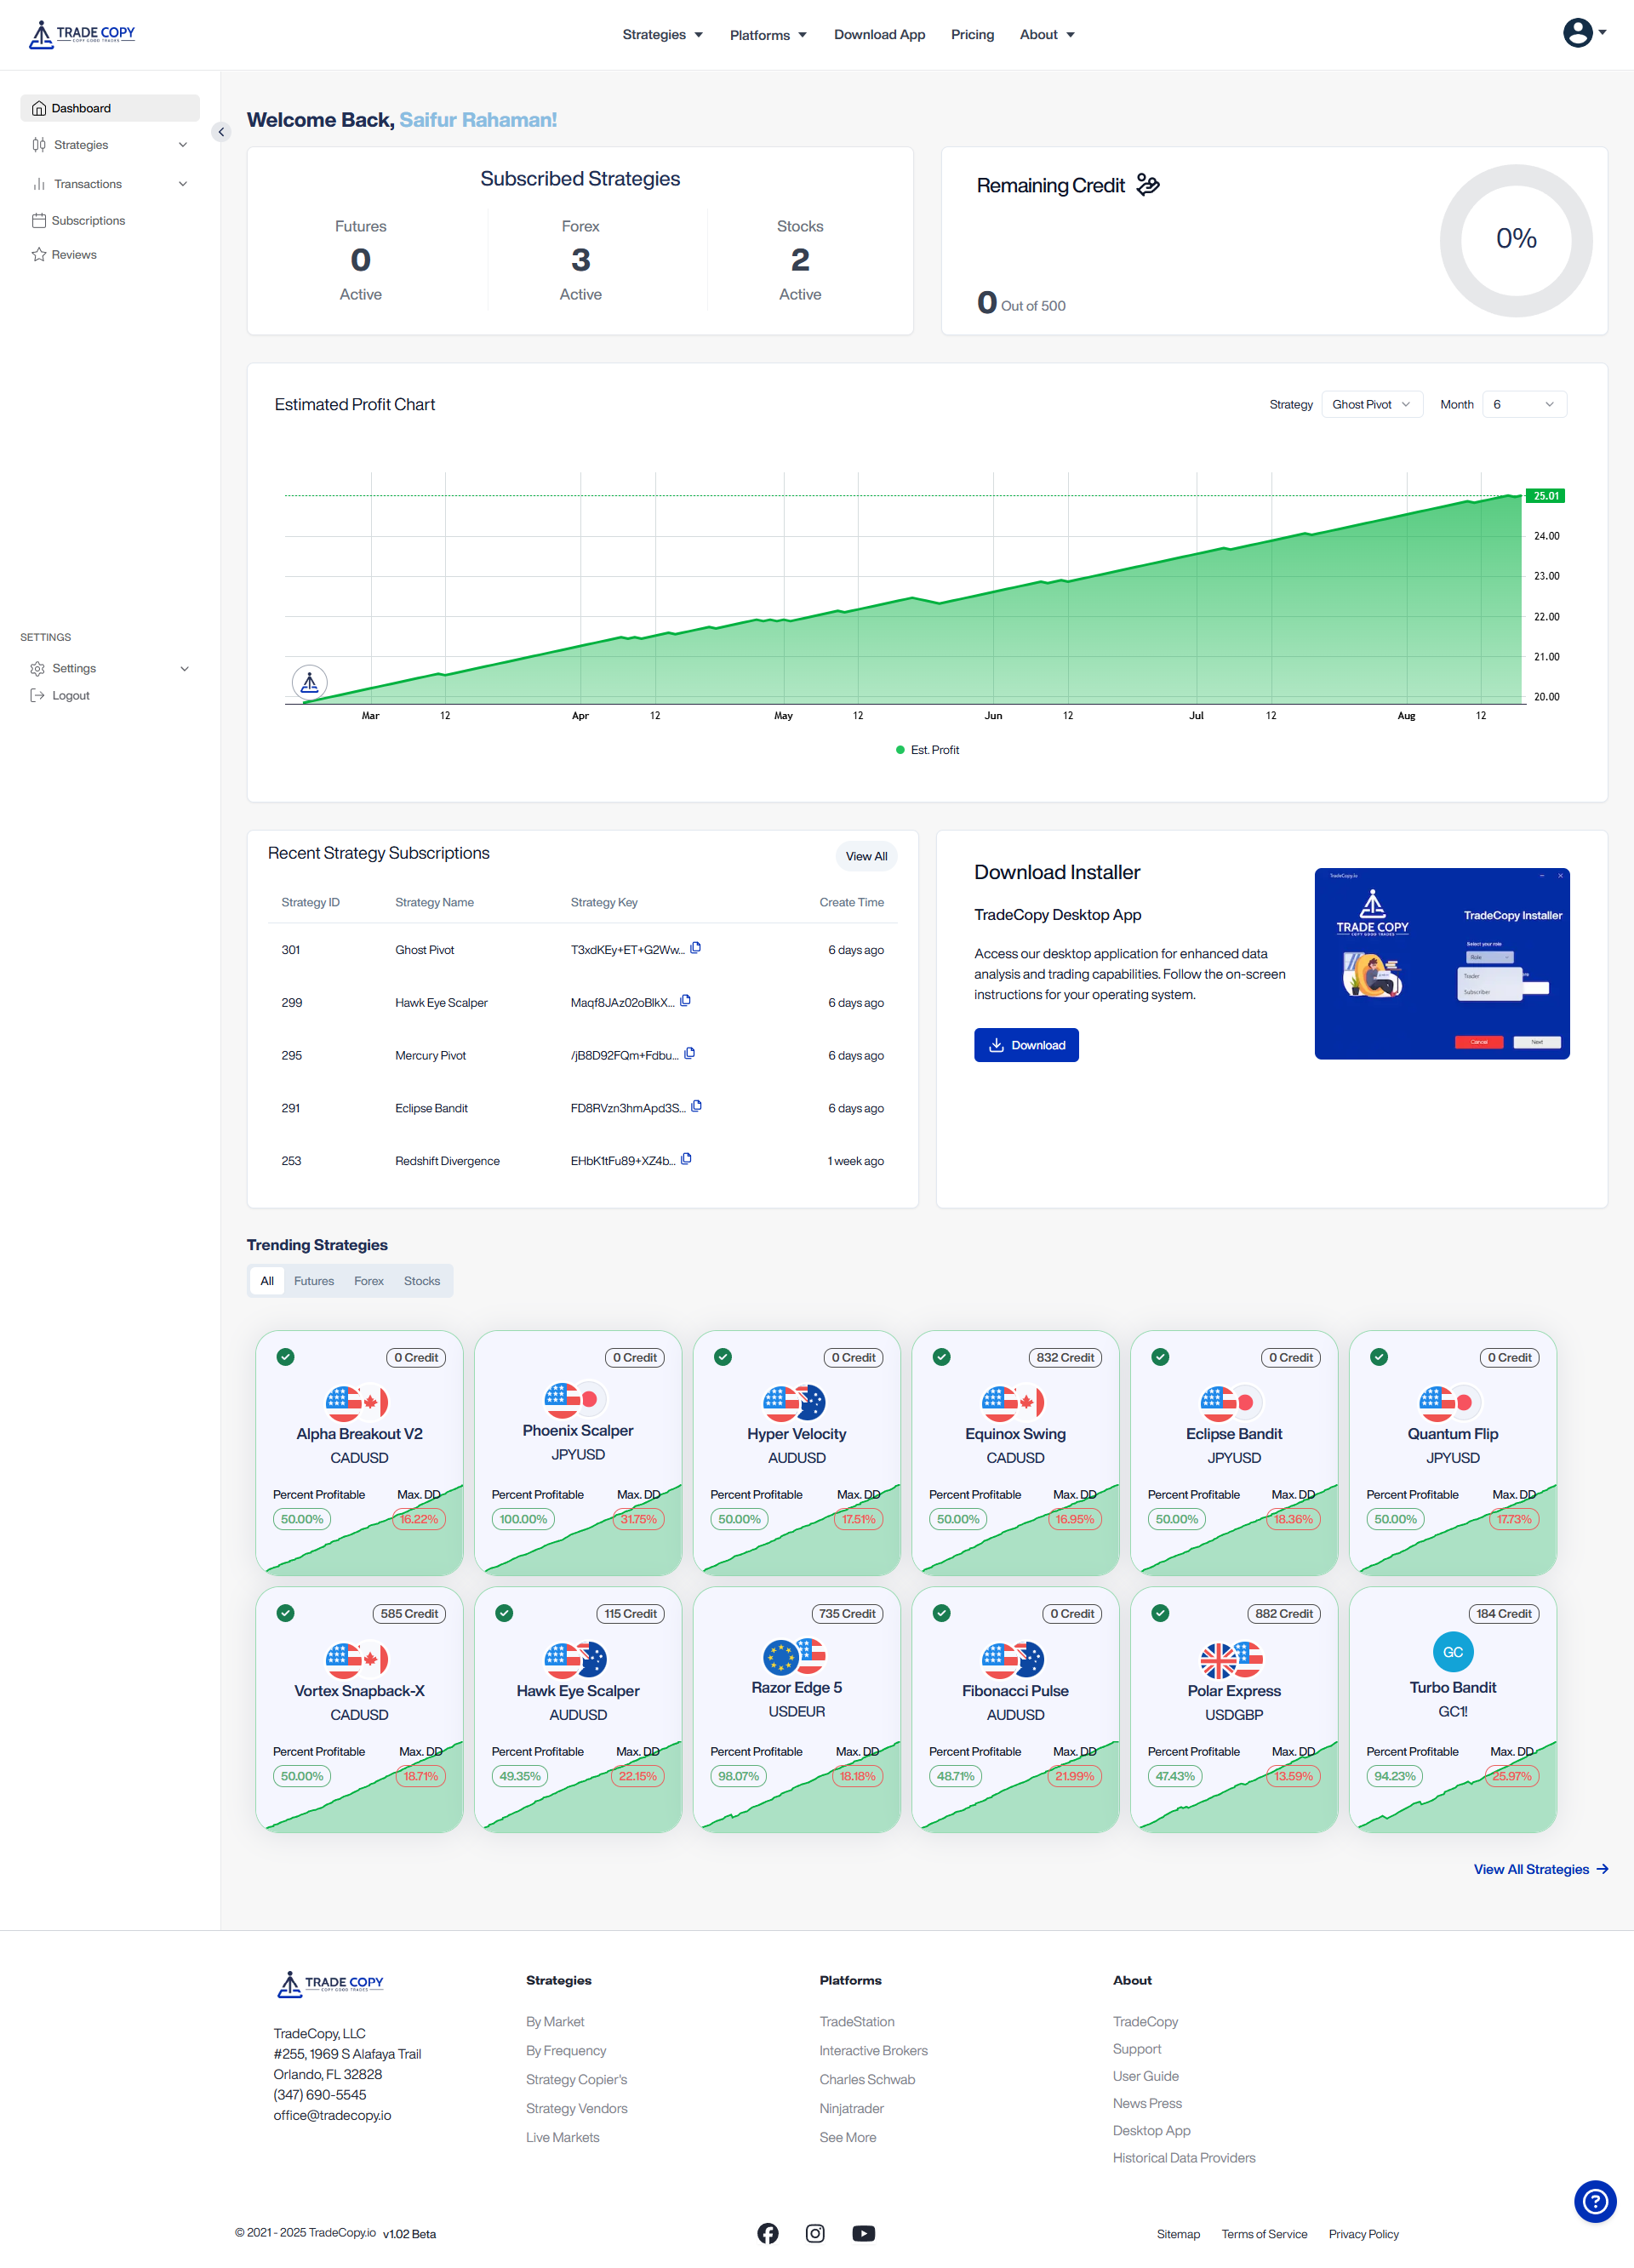 TRADE COPY
COPY GOOD TRADES
Strategies
Platforms
Download App
Pricing
About
Dashboard
Strategies
Transactions
Subscriptions
Reviews
SETTINGS
Settings
Logout
Welcome Back, Saifur Rahaman!
Subscribed Strategies
Futures
0
Active
Forex
3
Active
Stocks
2
Active
Remaining Credit
0 Out of 500
0%
Estimated Profit Chart
Strategy Ghost Pivot Month 6
25.01
24.00
23.00
22.00
21.00
20.00
Mar 12 Apr 12 May 12 Jun 12 Jul 12 Aug 12
Est. Profit
Recent Strategy Subscriptions
View All
Strategy ID Strategy Name Strategy Key Create Time
301 Ghost Pivot T3xdKEy+ET+G2Ww... 6 days ago
299 Hawk Eye Scalper Maqf8JAz02oBlkX... 6 days ago
295 Mercury Pivot /jB8D92FQm+Fdbu... 6 days ago
291 Eclipse Bandit FD8RVzn3hmApd3S... 6 days ago
253 Redshift Divergence EHbK1tFu89+XZ4b... 1 week ago
Download Installer
TradeCopy Desktop App
Access our desktop application for enhanced data
analysis and trading capabilities. Follow the on-screen
instructions for your operating system.
Download
TradeCopy.io
TRADE COPY
COPY GOOD TRADES
TradeCopy Installer
Select your role
Role
Trader
Subscriber
Cancel
Next
Trending Strategies
All Futures Forex Stocks
0 Credit
Alpha Breakout V2
CADUSD
Percent Profitable Max. DD
50.00% 16.22%
0 Credit
Phoenix Scalper
JPYUSD
Percent Profitable Max. DD
100.00% 31.75%
0 Credit
Hyper Velocity
AUDUSD
Percent Profitable Max. DD
50.00% 17.51%
832 Credit
Equinox Swing
CADUSD
Percent Profitable Max. DD
50.00% 16.95%
0 Credit
Eclipse Bandit
JPYUSD
Percent Profitable Max. DD
50.00% 18.36%
0 Credit
Quantum Flip
JPYUSD
Percent Profitable Max. DD
50.00% 17.73%
585 Credit
Vortex Snapback-X
CADUSD
Percent Profitable Max. DD
50.00% 18.71%
115 Credit
Hawk Eye Scalper
AUDUSD
Percent Profitable Max. DD
49.35% 22.15%
735 Credit
Razor Edge 5
USDEUR
Percent Profitable Max. DD
98.07% 18.18%
0 Credit
Fibonacci Pulse
AUDUSD
Percent Profitable Max. DD
48.71% 21.99%
882 Credit
Polar Express
USDGBP
Percent Profitable Max. DD
47.43% 13.59%
184 Credit
GC
Turbo Bandit
GC1!
Percent Profitable Max. DD
94.23% 25.97%
View All Strategies
TRADE COPY
COPY GOOD TRADES
TradeCopy, LLC
#255, 1969 S Alafaya Trail
Orlando, FL 32828
(347) 690-5545
office@tradecopy.io
Strategies
By Market
By Frequency
Strategy Copier's
Strategy Vendors
Live Markets
Platforms
TradeStation
Interactive Brokers
Charles Schwab
Ninjatrader
See More
About
TradeCopy
Support
User Guide
News Press
Desktop App
Historical Data Providers
© 2021 - 2025 TradeCopy.io v1.02 Beta
Sitemap
Terms of Service
Privacy Policy